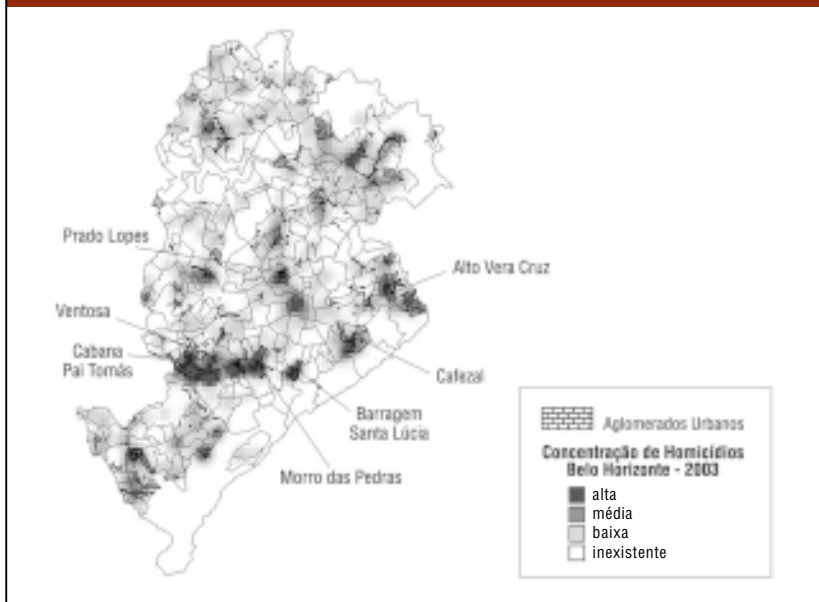 Prado Lopes
Alto Vera Cruz
Ventosa
Cabana
Pai Tomás
Cafezal
Barragem
Santa Lúcia
Morro das Pedras
Aglomerados Urbanos
Concentração de Homicídios
Belo Horizonte - 2003
alta
média
baixa
inexistente